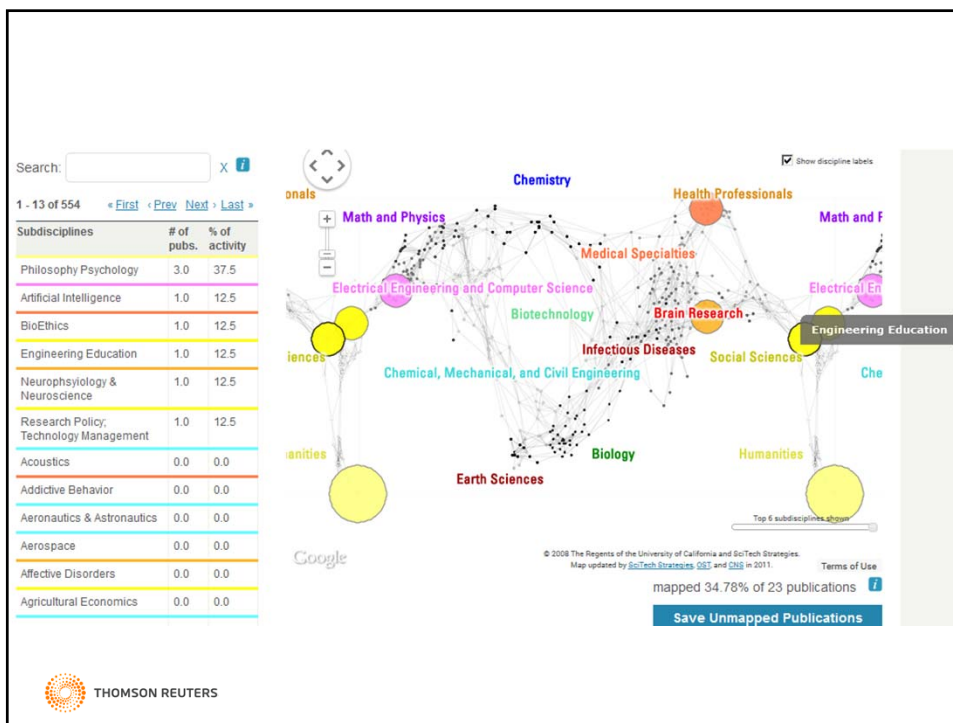 Search:
X i
1 - 13 of 554 « First ‹ Prev Next › Last »
Subdisciplines # of pubs. % of activity
Philosophy Psychology 3.0 37.5
Artificial Intelligence 1.0 12.5
BioEthics 1.0 12.5
Engineering Education 1.0 12.5
Neurophsyiology & 1.0 12.5
Neuroscience
Research Policy; 1.0 12.5
Technology Management
Acoustics 0.0 0.0
Addictive Behavior 0.0 0.0
Aeronautics & Astronautics 0.0 0.0
Aerospace 0.0 0.0
Affective Disorders 0.0 0.0
Agricultural Economics 0.0 0.0
Show discipline labels
Chemistry
onals
Health Professionals
Math and Physics
Math and F
Medical Specialties
Electrical Engineering and Computer Science
Electrical En
Biotechnology
Brain Research
Engineering Education
iences
Infectious Diseases
Social Sciences
Chemical, Mechanical, and Civil Engineering
Che
anities
Biology
Humanities
Earth Sciences
Top 6 subdisciplines shown
Google
© 2008 The Regents of the University of California and SciTech Strategies.
Map updated by SciTech Strategies, OST, and CNS in 2011.
Terms of Use
mapped 34.78% of 23 publications i
Save Unmapped Publications
THOMSON REUTERS